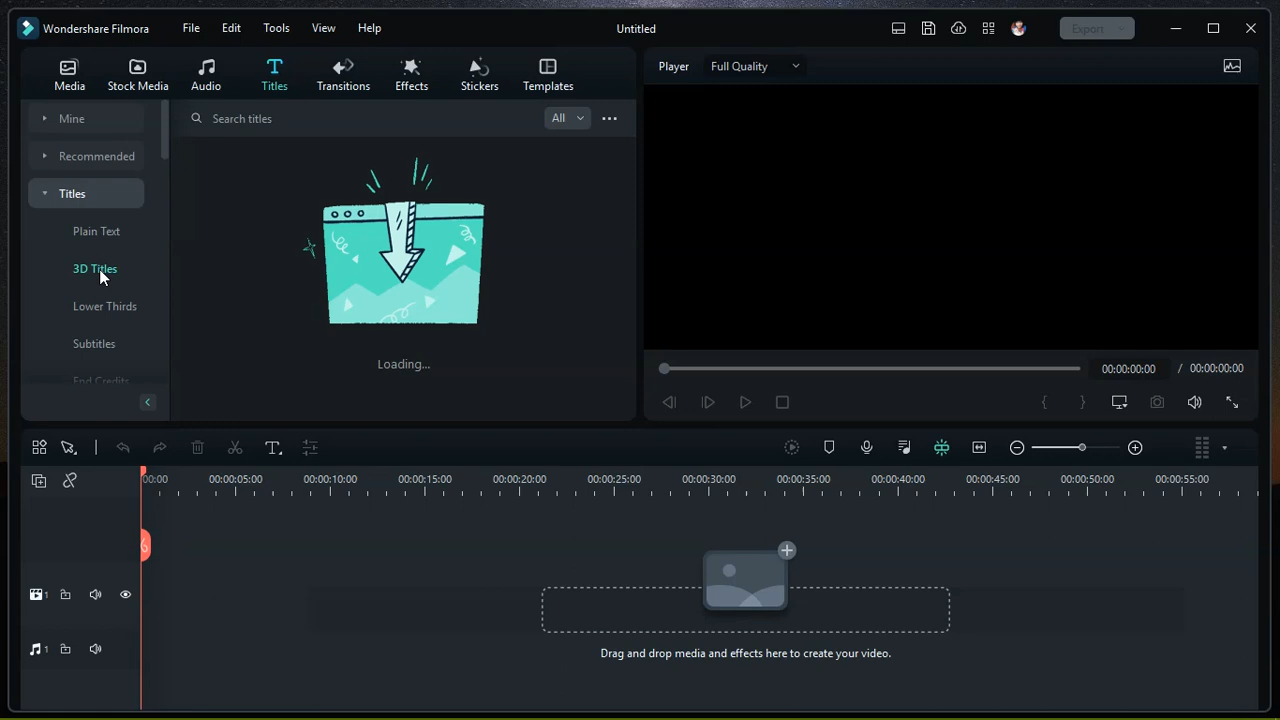 Wondershare Filmora File Edit Tools View Help Untitled Export
Media Stock Media Audio Titles Transitions Effects Stickers Templates
Player Full Quality
Mine
Search titles All
Recommended
Titles
Plain Text
3D Titles
Lower Thirds
Subtitles
End Credits
Loading...
00:00:00:00 / 00:00:00:00
00:00 00:00:05:00 00:00:10:00 00:00:15:00 00:00:20:00 00:00:25:00 00:00:30:00 00:00:35:00 00:00:40:00 00:00:45:00 00:00:50:00 00:00:55:00
1
Drag and drop media and effects here to create your video.
1